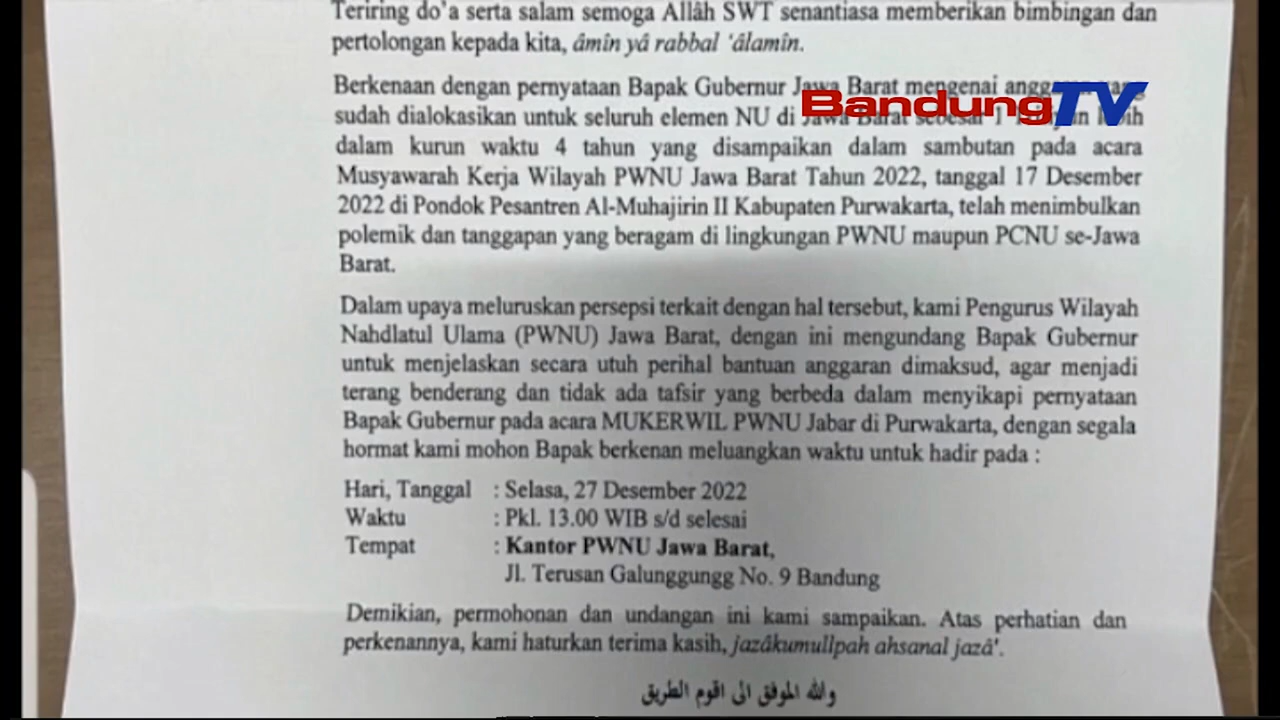 Teriring do'a serta salam semoga Allâh SWT senantiasa memberikan bimbingan dan
pertolongan kepada kita, âmîn yâ rabbal 'âlamîn.
Berkenaan dengan pernyataan Bapak Gubernur Jawa Barat mengenai
BandungTV
sudah dialokasikan untuk seluruh elemen NU di Jawa Barat sebesar 1
dalam kurun waktu 4 tahun yang disampaikan dalam sambutan pada acara
Musyawarah Kerja Wilayah PWNU Jawa Barat Tahun 2022, tanggal 17 Desember
2022 di Pondok Pesantren Al-Muhajirin II Kabupaten Purwakarta, telah menimbulkan
polemik dan tanggapan yang beragam di lingkungan PWNU maupun PCNU se-Jawa
Barat.
Dalam upaya meluruskan persepsi terkait dengan hal tersebut, kami Pengurus Wilayah
Nahdlatul Ulama (PWNU) Jawa Barat, dengan ini mengundang Bapak Gubernur
untuk menjelaskan secara utuh perihal bantuan anggaran dimaksud, agar menjadi
terang benderang dan tidak ada tafsir yang berbeda dalam menyikapi pernyataan
Bapak Gubernur pada acara MUKERWIL PWNU Jabar di Purwakarta, dengan segala
hormat kami mohon Bapak berkenan meluangkan waktu untuk hadir pada :
Hari, Tanggal : Selasa, 27 Desember 2022
Waktu : Pkl. 13.00 WIB s/d selesai
Tempat : Kantor PWNU Jawa Barat,
Jl. Terusan Galunggungg No. 9 Bandung
Demikian, permohonan dan undangan ini kami sampaikan. Atas perhatian dan
perkenannya, kami haturkan terima kasih, jazâkumullpah ahsanal jazâ'.
والله الموفق الى اقوم الطريق